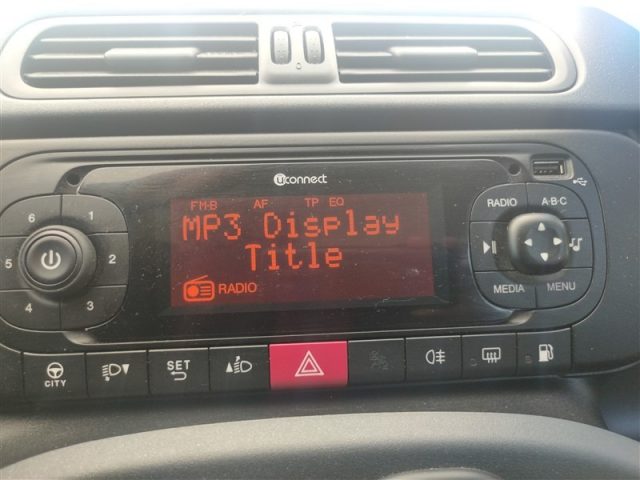 Uconnect
FM-B AF TP EQ
MP3 Display
Title
RADIO
6 1
5 2
4 3
RADIO A·B·C
MEDIA MENU
CITY
SET